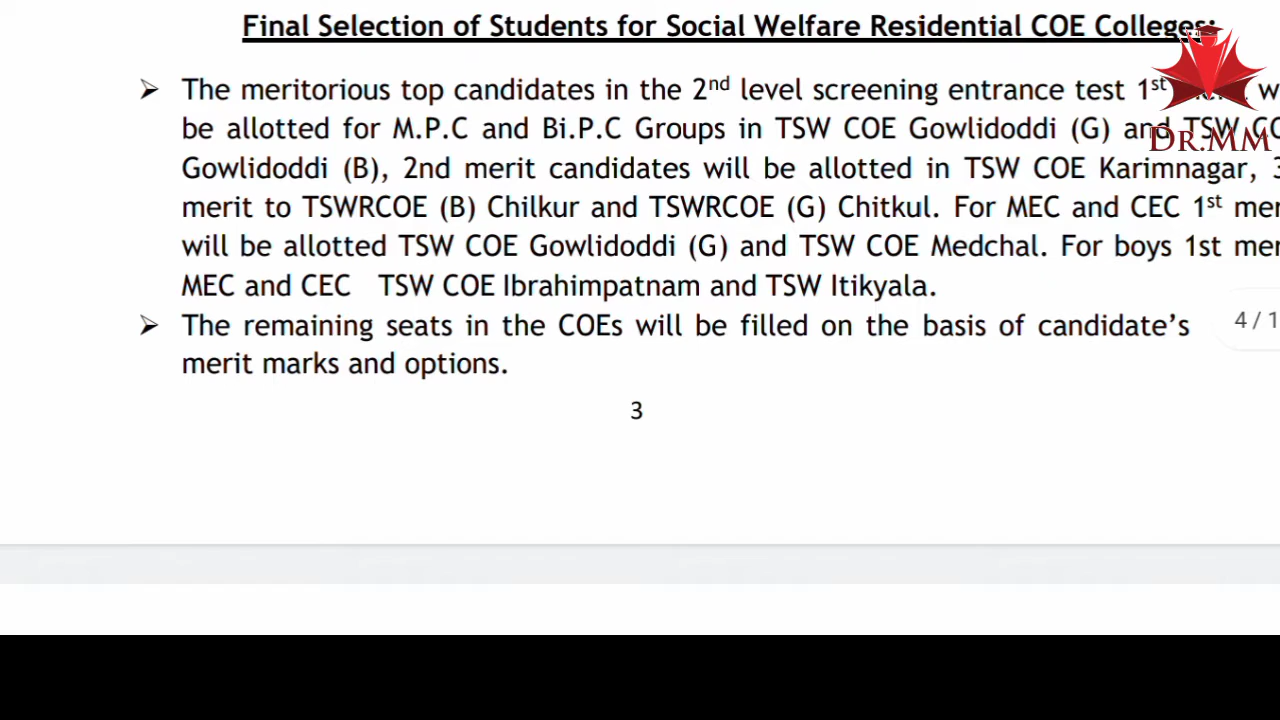 Final Selection of Students for Social Welfare Residential COE Colleges:
➢ The meritorious top candidates in the 2nd level screening entrance test 1st
be allotted for M.P.C and Bi.P.C Groups in TSW COE Gowlidoddi (G) and TSW
Gowlidoddi (B), 2nd merit candidates will be allotted in TSW COE Karimnagar,
merit to TSWRCOE (B) Chilkur and TSWRCOE (G) Chitkul. For MEC and CEC 1st
will be allotted TSW COE Gowlidoddi (G) and TSW COE Medchal. For boys 1st
MEC and CEC TSW COE Ibrahimpatnam and TSW Itikyala.
➢ The remaining seats in the COEs will be filled on the basis of candidate's
merit marks and options.
3
4 / 1
DR.MM